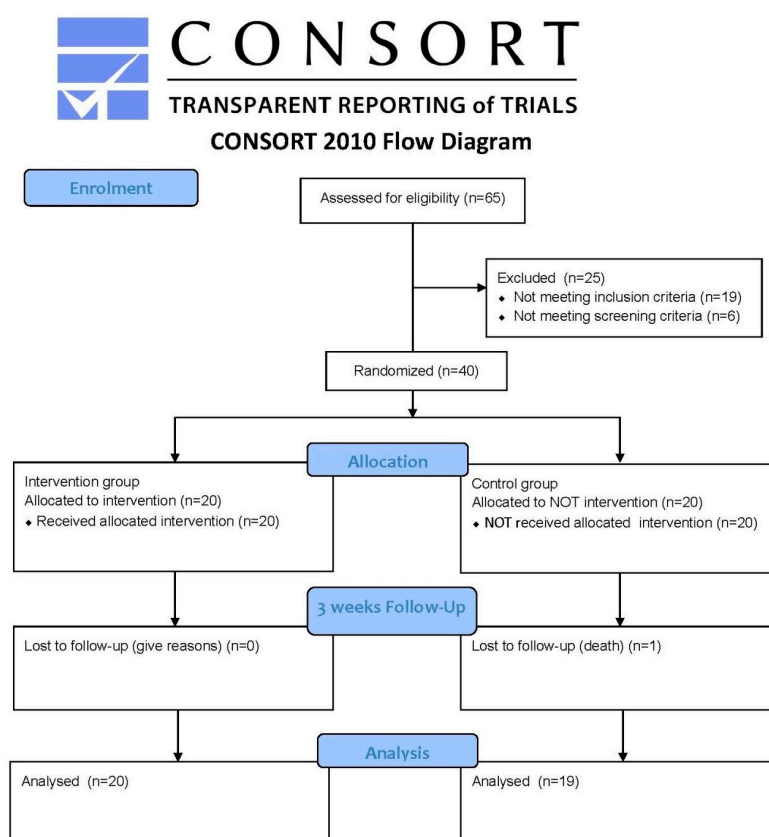 CONSORT
TRANSPARENT REPORTING of TRIALS
CONSORT 2010 Flow Diagram
Enrolment
Assessed for eligibility (n=65)
Excluded (n=25)
♦ Not meeting inclusion criteria (n=19)
♦ Not meeting screening criteria (n=6)
Randomized (n=40)
Allocation
Intervention group
Allocated to intervention (n=20)
♦ Received allocated intervention (n=20)
Control group
Allocated to NOT intervention (n=20)
♦ NOT received allocated intervention (n=20)
3 weeks Follow-Up
Lost to follow-up (give reasons) (n=0)
Lost to follow-up (death) (n=1)
Analysis
Analysed (n=20)
Analysed (n=19)